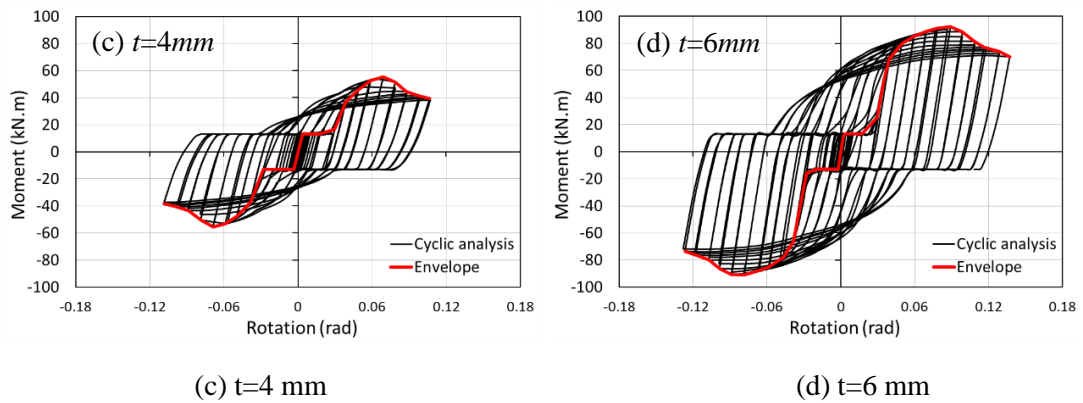 (c) t=4mm
100
80
60
40
20
0
-20
-40
-60
-80
-100
Moment (kN.m)
-0.18 -0.12 -0.06 0 0.06 0.12 0.18
Rotation (rad)
Cyclic analysis
Envelope
(d) t=6mm
100
80
60
40
20
0
-20
-40
-60
-80
-100
Moment (kN.m)
-0.18 -0.12 -0.06 0 0.06 0.12 0.18
Rotation (rad)
Cyclic analysis
Envelope
(c) t=4 mm
(d) t=6 mm